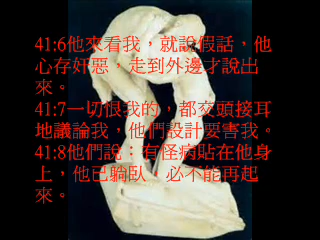 41:6他來看我，就說假話，他
心存奸惡，走到外邊才說出
來。
41:7一切恨我的，都交頭接耳
地議論我，他們設計要害我。
41:8他們說：有怪病貼在他身
上，他已躺臥，必不能再起
來。